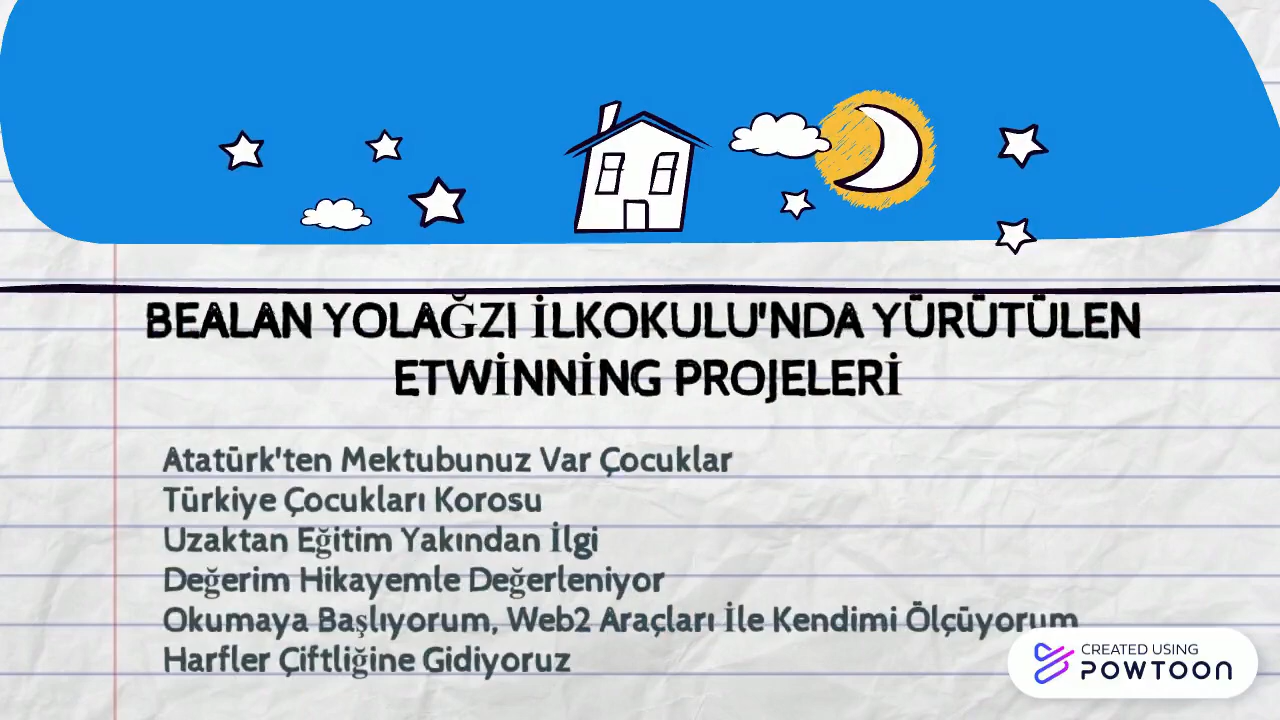 BEALAN YOLAĞZI İLKOKULU'NDA YÜRÜTÜLEN
ETWİNNİNG PROJELERİ
Atatürk'ten Mektubunuz Var Çocuklar
Türkiye Çocukları Korosu
Uzaktan Eğitim Yakından İlgi
Değerim Hikayemle Değerleniyor
Okumaya Başlıyorum, Web2 Araçları İle Kendimi Ölçüyorum
Harfler Çiftliğine Gidiyoruz
CREATED USING
POWTOON